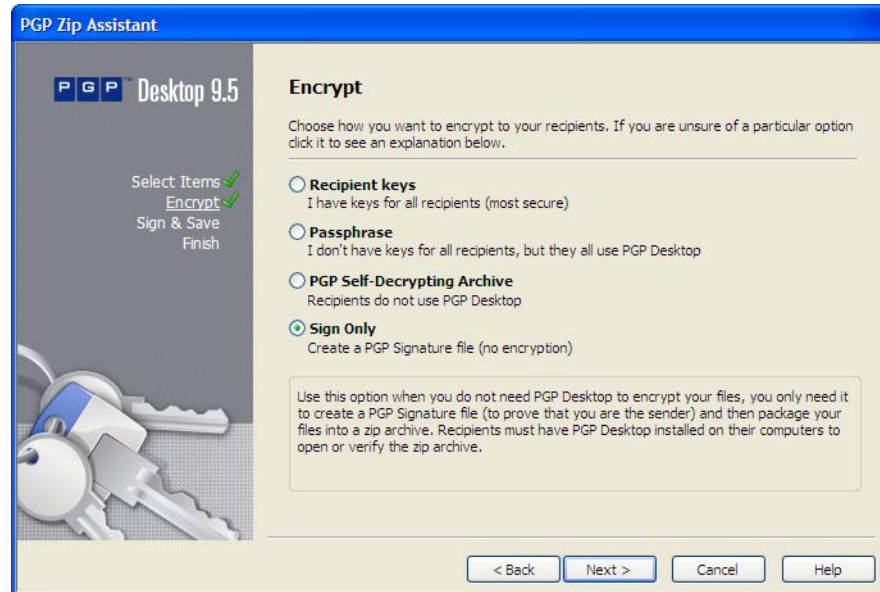 PGP Zip Assistant
PGP™ Desktop 9.5
Select Items
Encrypt
Sign & Save
Finish
Encrypt
Choose how you want to encrypt to your recipients. If you are unsure of a particular option
click it to see an explanation below.
Recipient keys
I have keys for all recipients (most secure)
Passphrase
I don't have keys for all recipients, but they all use PGP Desktop
PGP Self-Decrypting Archive
Recipients do not use PGP Desktop
Sign Only
Create a PGP Signature file (no encryption)
Use this option when you do not need PGP Desktop to encrypt your files, you only need it
to create a PGP Signature file (to prove that you are the sender) and then package your
files into a zip archive. Recipients must have PGP Desktop installed on their computers to
open or verify the zip archive.
< Back
Next >
Cancel
Help